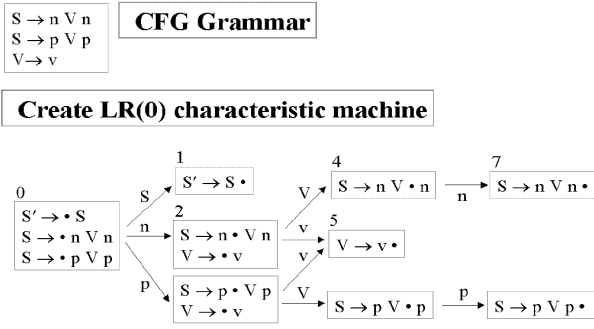 S → n V n
S → p V p
V → v
CFG Grammar
Create LR(0) characteristic machine
0
S′ → • S
S → • n V n
S → • p V p
S
n
p
1
S′ → S •
2
S → n • V n
V → • v
S → p • V p
V → • v
V
v
v
V
4
S → n V • n
5
V → v •
S → p V • p
n
p
7
S → n V n •
S → p V p •